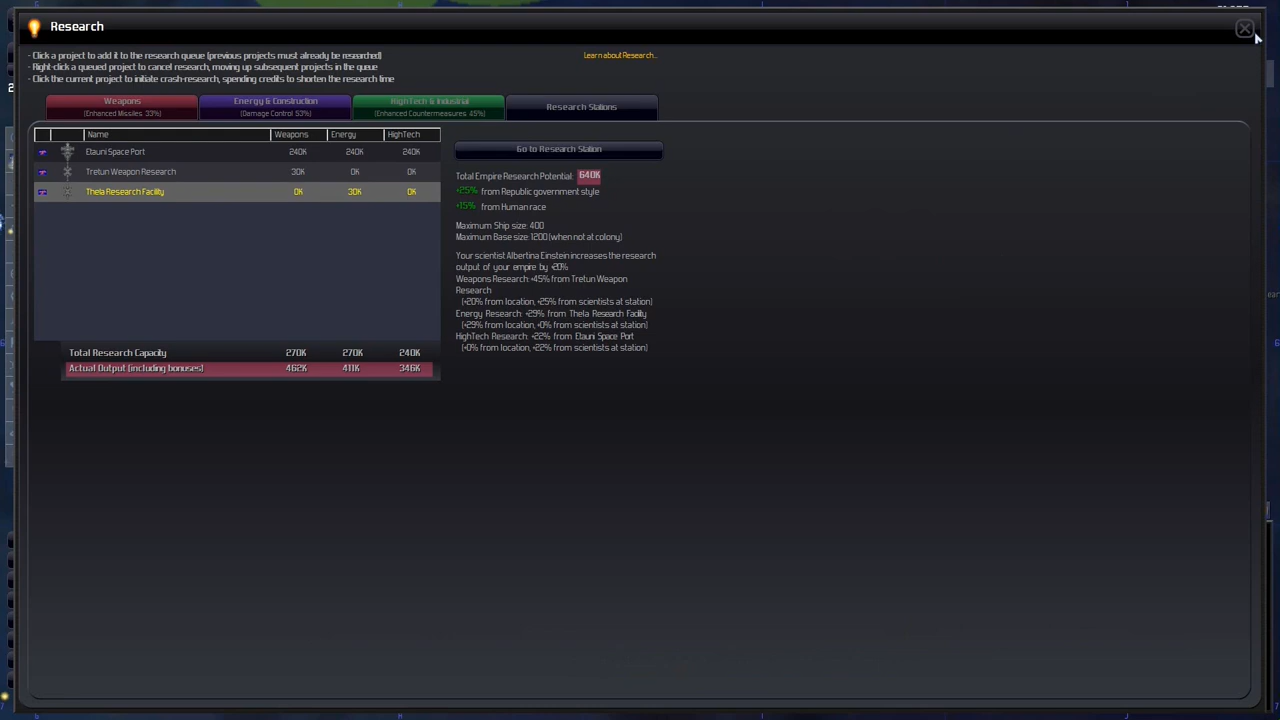 Research
- Click a project to add it to the research queue (previous projects must already be researched)
- Right-click a queued project to cancel research, moving up subsequent projects in the queue
- Click the current project to initiate crash-research, spending credits to shorten the research time
Learn about Research...
Weapons
(Enhanced Missiles 33%)
Energy & Construction
(Damage Control 53%)
HighTech & Industrial
(Enhanced Countermeasures 45%)
Research Stations
Name Weapons Energy HighTech
Etauni Space Port 240K 240K 240K
Tretun Weapon Research 30K 0K 0K
Thela Research Facility 0K 30K 0K
Total Research Capacity 270K 270K 240K
Actual Output (including bonuses) 462K 411K 346K
Go to Research Station
Total Empire Research Potential: 640K
+25% from Republic government style
+15% from Human race
Maximum Ship size: 400
Maximum Base size: 1200 (when not at colony)
Your scientist Albertina Einstein increases the research
output of your empire by +20%
Weapons Research: +45% from Tretun Weapon
Research
(+20% from location, +25% from scientists at station)
Energy Research: +29% from Thela Research Facility
(+29% from location, +0% from scientists at station)
HighTech Research: +22% from Etauni Space Port
(+0% from location, +22% from scientists at station)